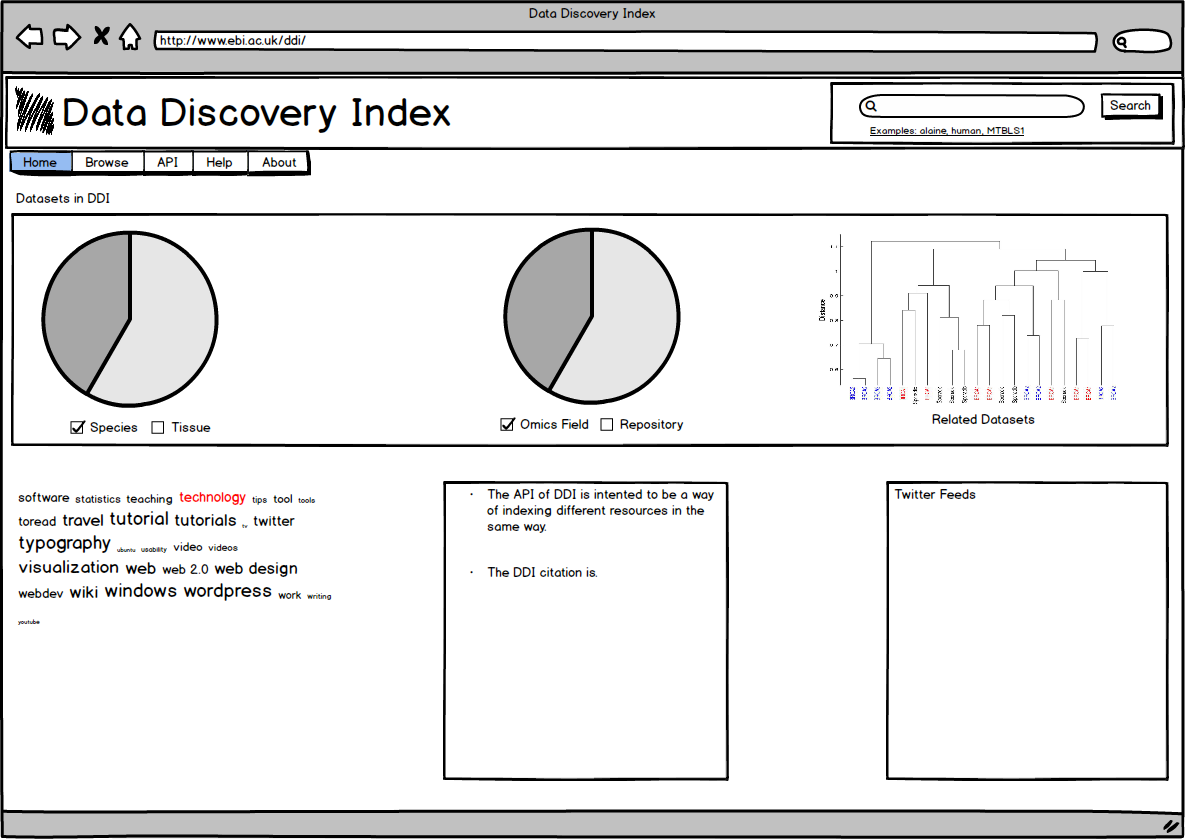 Data Discovery Index
http://www.ebi.ac.uk/ddi/
Data Discovery Index
Search
Examples: alaine, human, MTBLS1
Home Browse API Help About
Datasets in DDI
Distance
Species Tissue
Omics Field Repository
Related Datasets
software statistics teaching technology tips tool tools
toread travel tutorial tutorials tv twitter
typography ubuntu usability video videos
visualization web web 2.0 web design
webdev wiki windows wordpress work writing
youtube
· The API of DDI is intented to be a way
of indexing different resources in the
same way.
· The DDI citation is.
Twitter Feeds